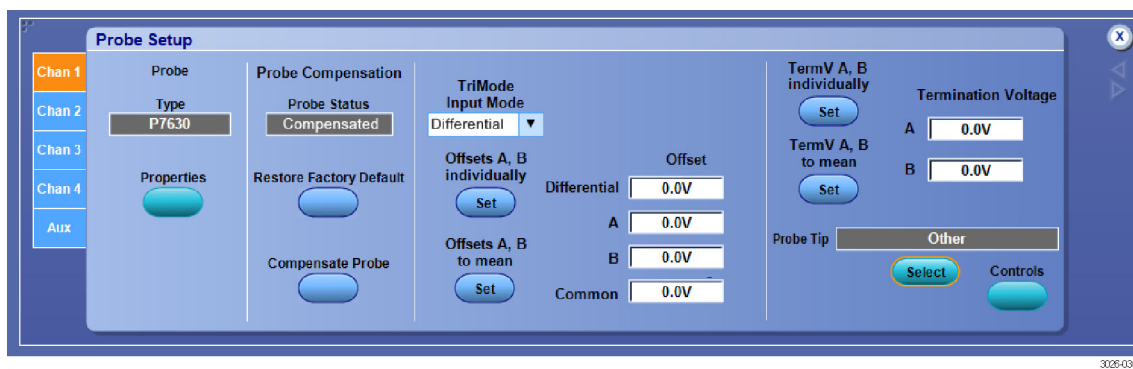 Probe Setup
X
Chan 1
Chan 2
Chan 3
Chan 4
Aux
Probe
Type
P7630
Properties
Probe Compensation
Probe Status
Compensated
Restore Factory Default
Compensate Probe
TriMode
Input Mode
Differential
Offsets A, B
individually
Set
Offsets A, B
to mean
Set
Offset
Differential 0.0V
A 0.0V
B 0.0V
Common 0.0V
TermV A, B
individually
Set
TermV A, B
to mean
Set
Termination Voltage
A 0.0V
B 0.0V
Probe Tip Other
Select
Controls
3026-03